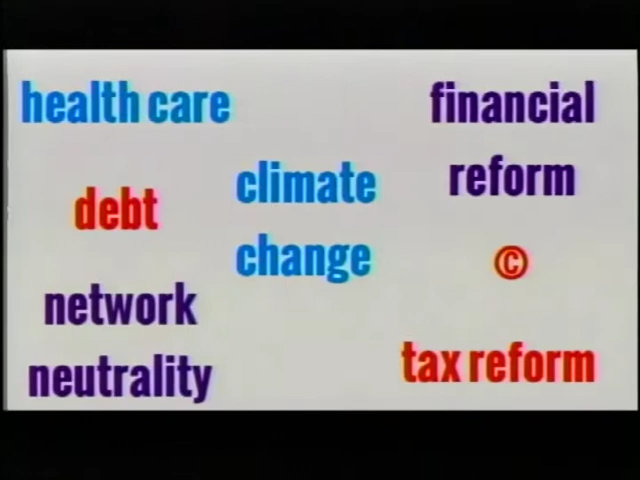 health care
financial
reform
climate
change
debt
©
network
neutrality
tax reform